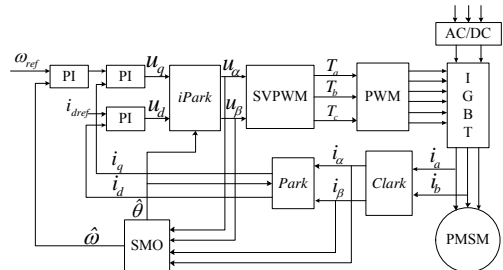 AC/DC
ω_ref
PI
PI
u_q
iPark
u_α
SVPWM
T_a
T_b
T_c
PWM
I
G
B
T
i_dref
PI
u_d
u_β
i_q
i_d
Park
i_α
i_β
Clark
i_a
i_b
θ̂
ω̂
SMO
PMSM